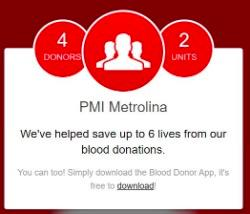 4
DONORS
2
UNITS
PMI Metrolina
We've helped save up to 6 lives from our
blood donations.
You can too! Simply download the Blood Donor App, it's
free to download!